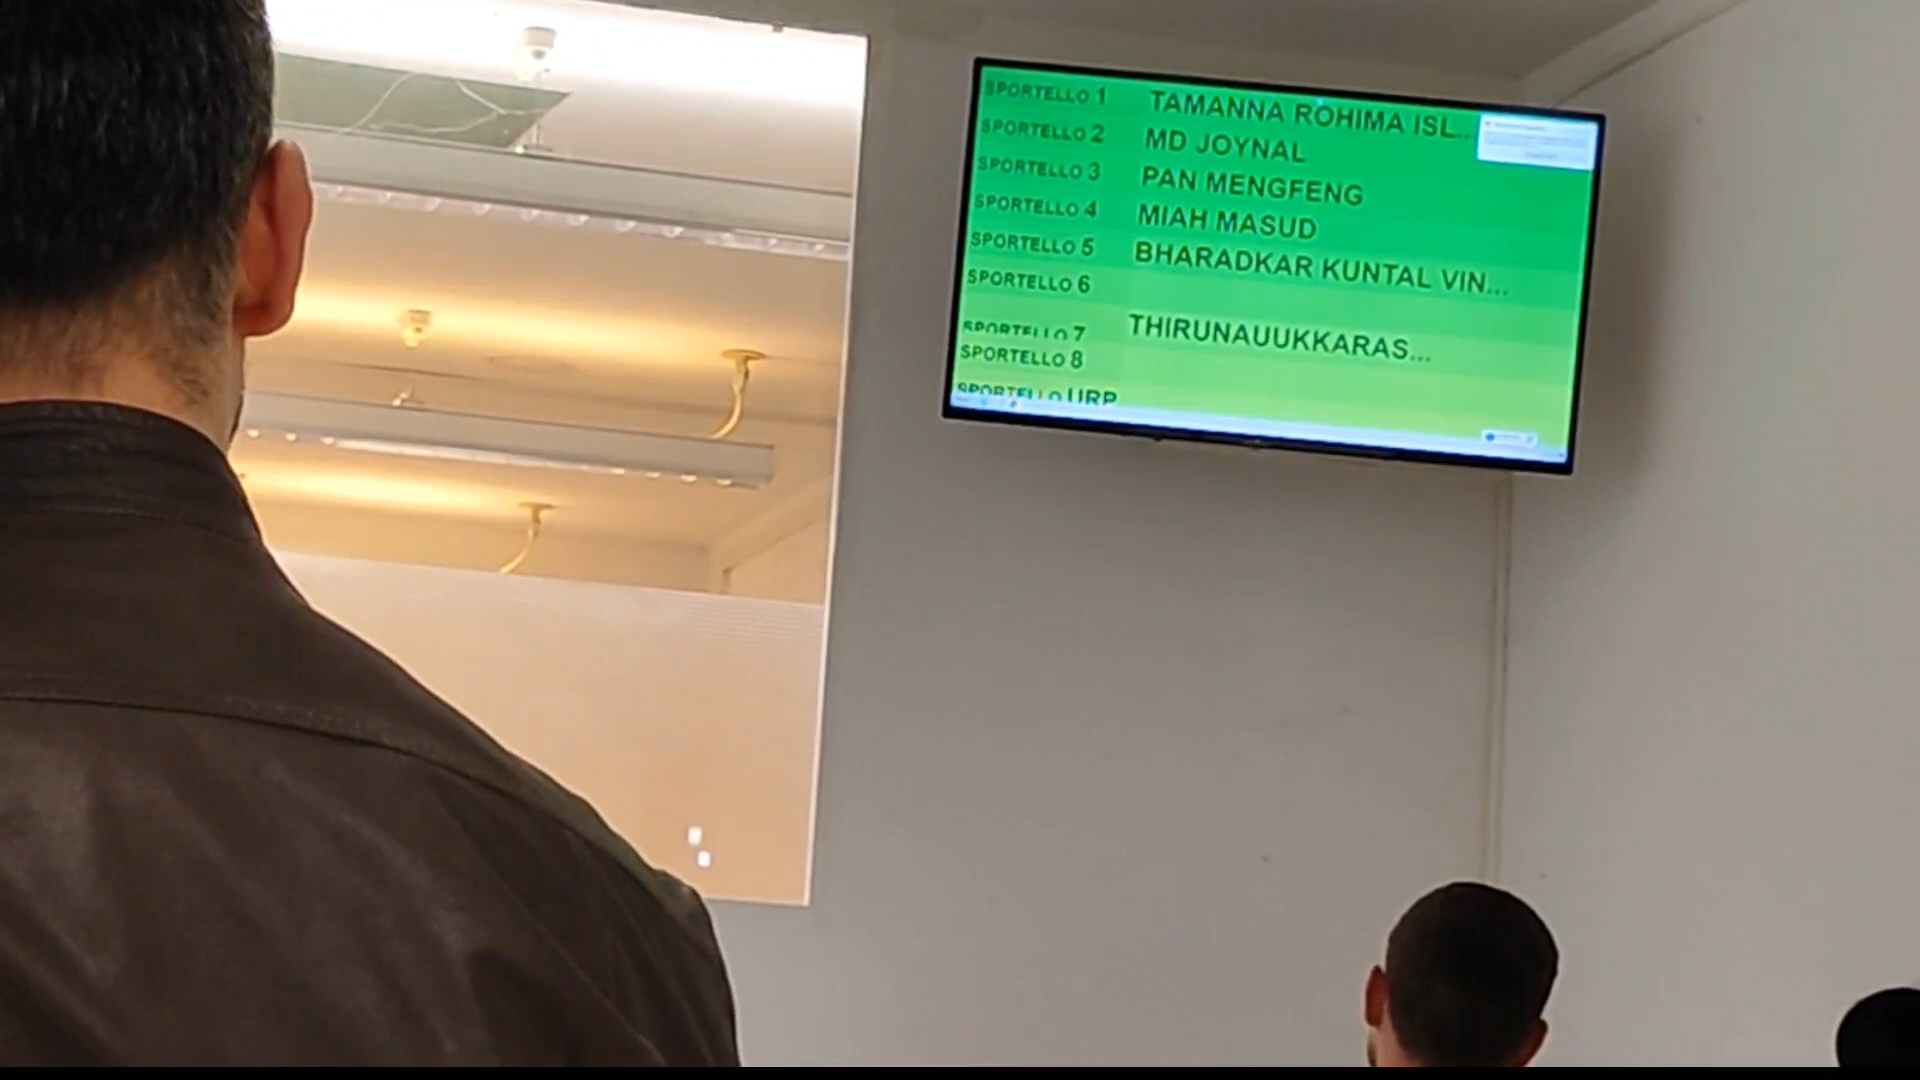 SPORTELLO 1 TAMANNA ROHIMA ISL...
SPORTELLO 2 MD JOYNAL
SPORTELLO 3 PAN MENGFENG
SPORTELLO 4 MIAH MASUD
SPORTELLO 5 BHARADKAR KUNTAL VIN...
SPORTELLO 6
SPORTELLO 7 THIRUNAUUKKARAS...
SPORTELLO 8
SPORTELLO URP